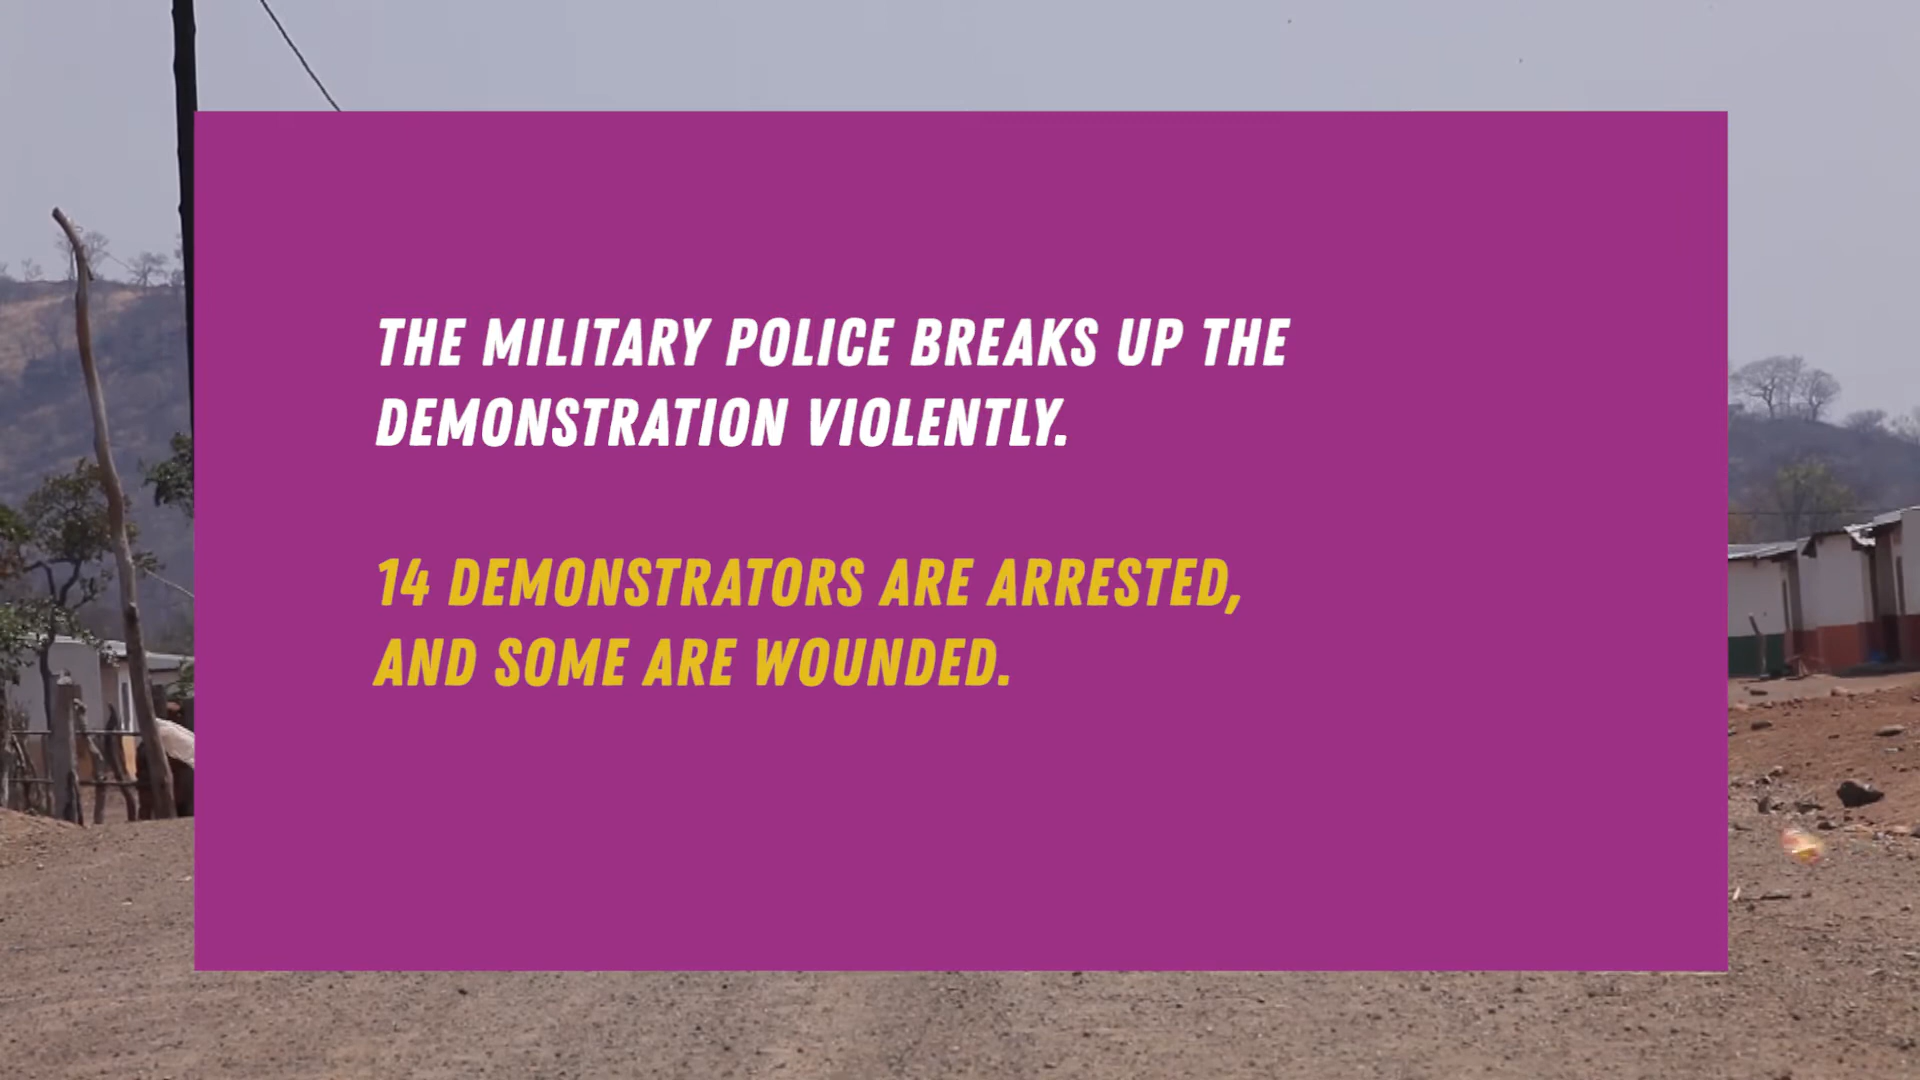 THE MILITARY POLICE BREAKS UP THE
DEMONSTRATION VIOLENTLY.
14 DEMONSTRATORS ARE ARRESTED,
AND SOME ARE WOUNDED.